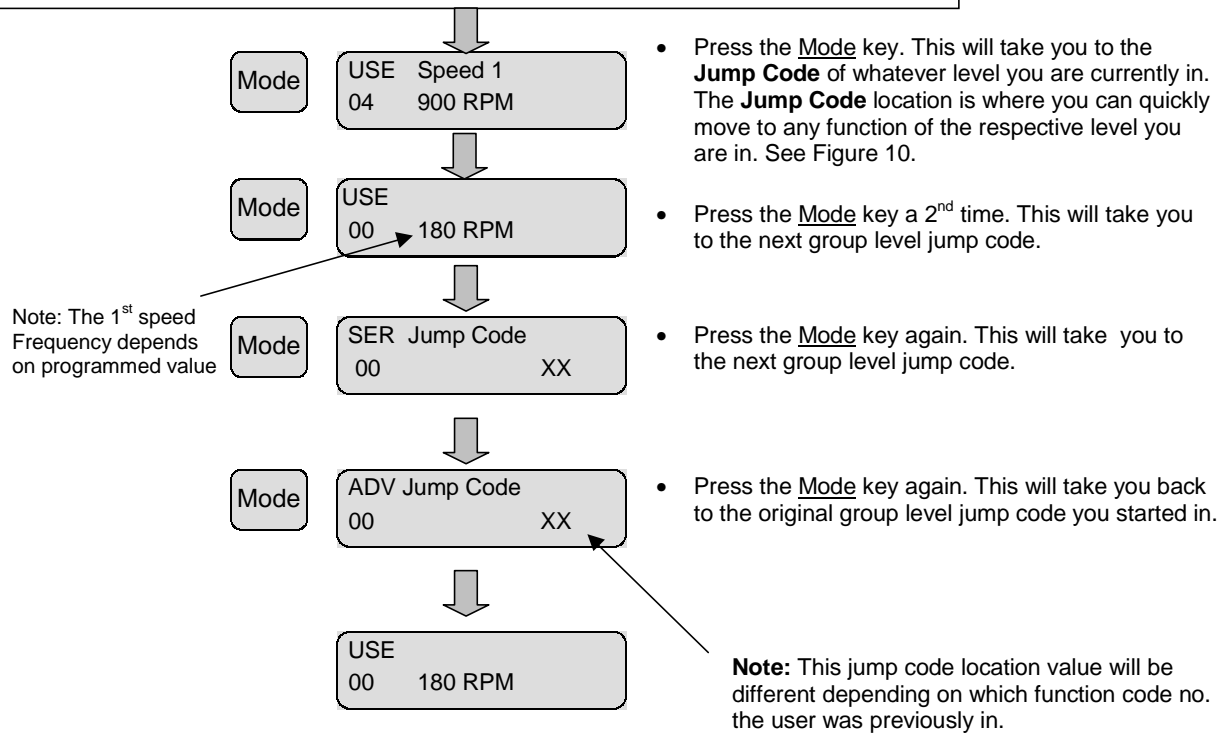 Mode
USE Speed 1
04 900 RPM
• Press the Mode key. This will take you to the
Jump Code of whatever level you are currently in.
The Jump Code location is where you can quickly
move to any function of the respective level you
are in. See Figure 10.
Mode
USE
00 180 RPM
• Press the Mode key a 2nd time. This will take you
to the next group level jump code.
Note: The 1st speed
Frequency depends
on programmed value
Mode
SER Jump Code
00 XX
• Press the Mode key again. This will take you to
the next group level jump code.
Mode
ADV Jump Code
00 XX
• Press the Mode key again. This will take you back
to the original group level jump code you started in.
USE
00 180 RPM
Note: This jump code location value will be
different depending on which function code no.
the user was previously in.